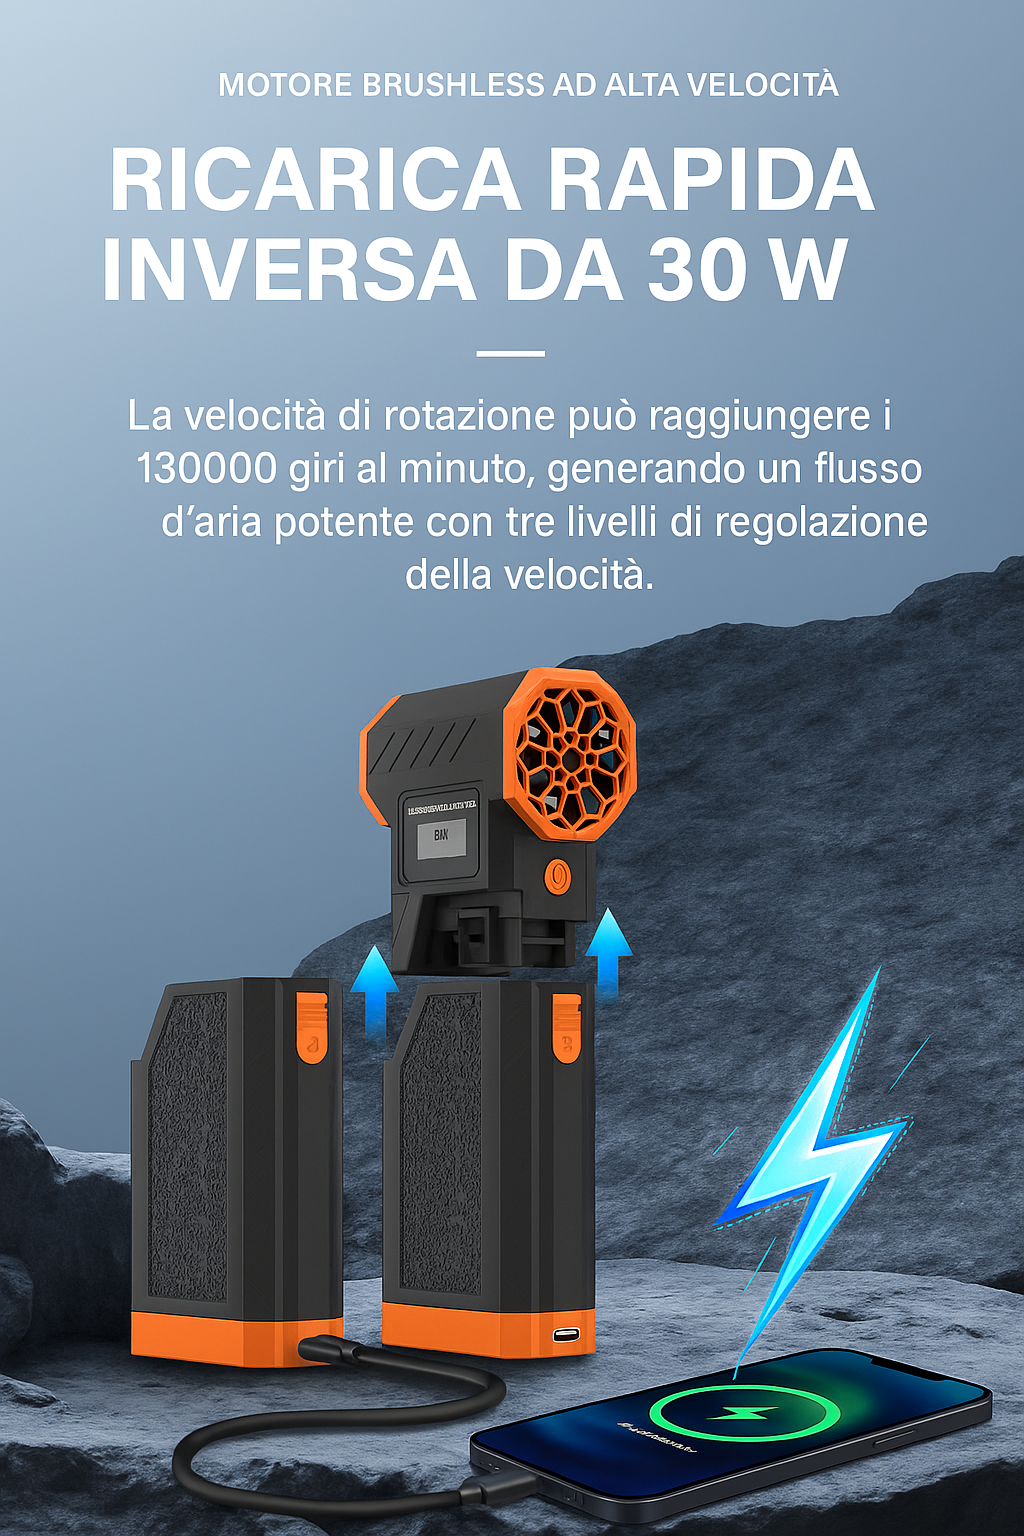 MOTORE BRUSHLESS AD ALTA VELOCITÀ
RICARICA RAPIDA
INVERSA DA 30 W
La velocità di rotazione può raggiungere i
130000 giri al minuto, generando un flusso
d’aria potente con tre livelli di regolazione
della velocità.